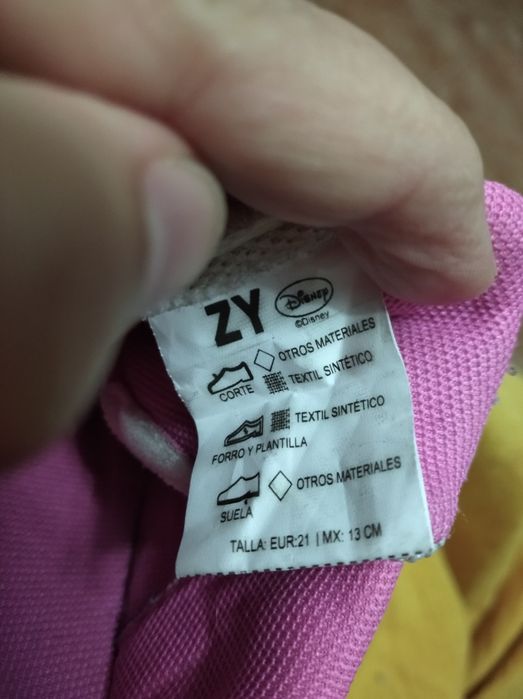 ZY
Disney
©Disney
OTROS MATERIALES
TEXTIL SINTÉTICO
CORTE
TEXTIL SINTÉTICO
FORRO Y PLANTILLA
OTROS MATERIALES
SUELA
TALLA: EUR:21 | MX: 13 CM